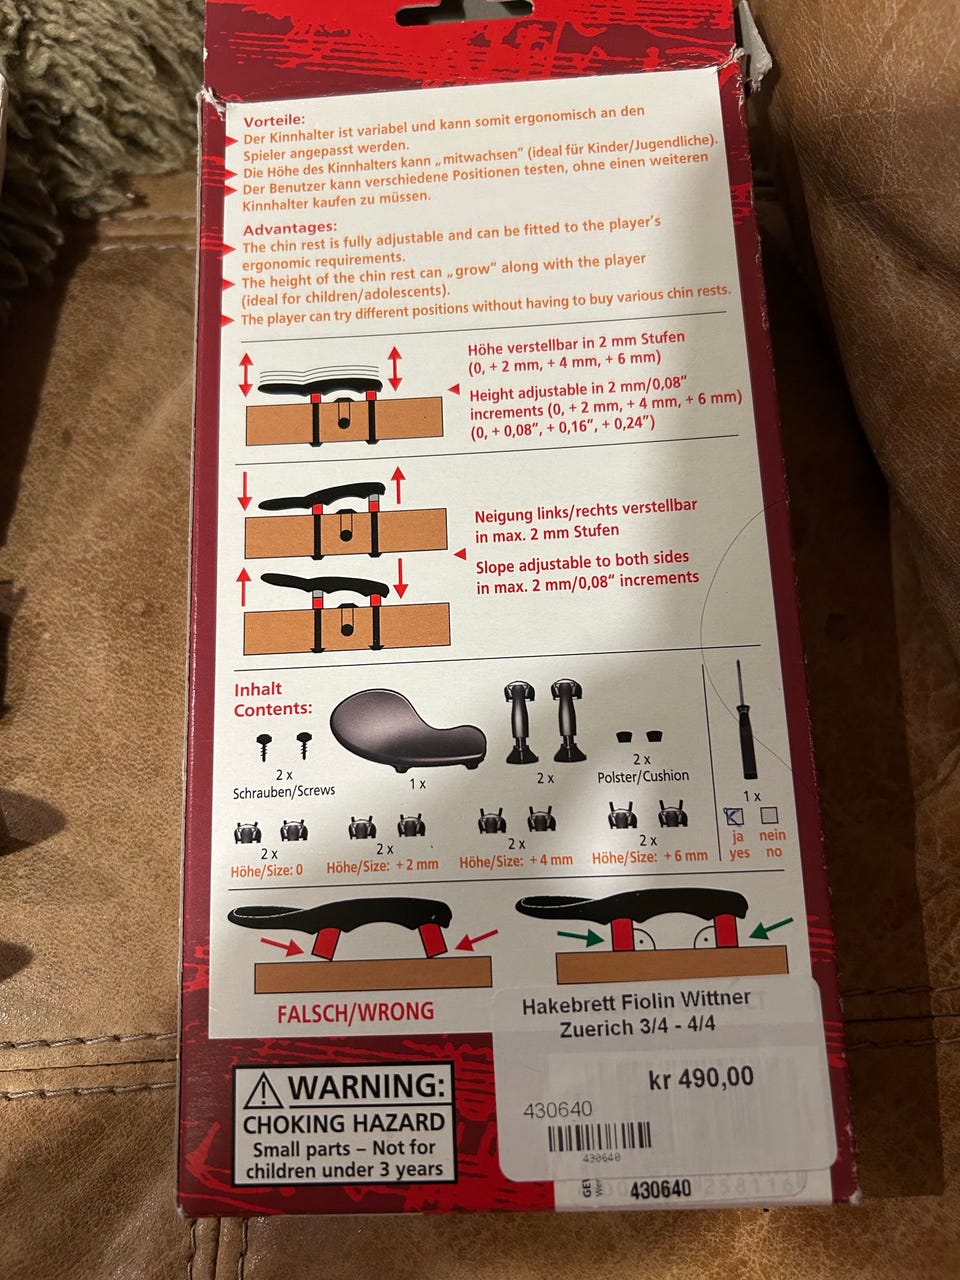 Vorteile:
Der Kinnhalter ist variabel und kann somit ergonomisch an den
Spieler angepasst werden.
Die Höhe des Kinnhalters kann „mitwachsen" (ideal für Kinder/Jugendliche).
Der Benutzer kann verschiedene Positionen testen, ohne einen weiteren
Kinnhalter kaufen zu müssen.
Advantages:
The chin rest is fully adjustable and can be fitted to the player's
ergonomic requirements.
The height of the chin rest can „grow" along with the player
(ideal for children/adolescents).
The player can try different positions without having to buy various chin rests.
Höhe verstellbar in 2 mm Stufen
(0, + 2 mm, + 4 mm, + 6 mm)
Height adjustable in 2 mm/0,08"
increments (0, + 2 mm, + 4 mm, + 6 mm)
(0, + 0,08", + 0,16", + 0,24")
Neigung links/rechts verstellbar
in max. 2 mm Stufen
Slope adjustable to both sides
in max. 2 mm/0,08" increments
Inhalt
Contents:
2 x
Schrauben/Screws
1 x
2 x
2 x
Polster/Cushion
1 x
ja nein
yes no
2 x
Höhe/Size: 0
2 x
Höhe/Size: + 2 mm
2 x
Höhe/Size: + 4 mm
2 x
Höhe/Size: + 6 mm
FALSCH/WRONG
WARNING:
CHOKING HAZARD
Small parts – Not for
children under 3 years
Hakebrett Fiolin Wittner
Zuerich 3/4 - 4/4
kr 490,00
430640
430640
430640